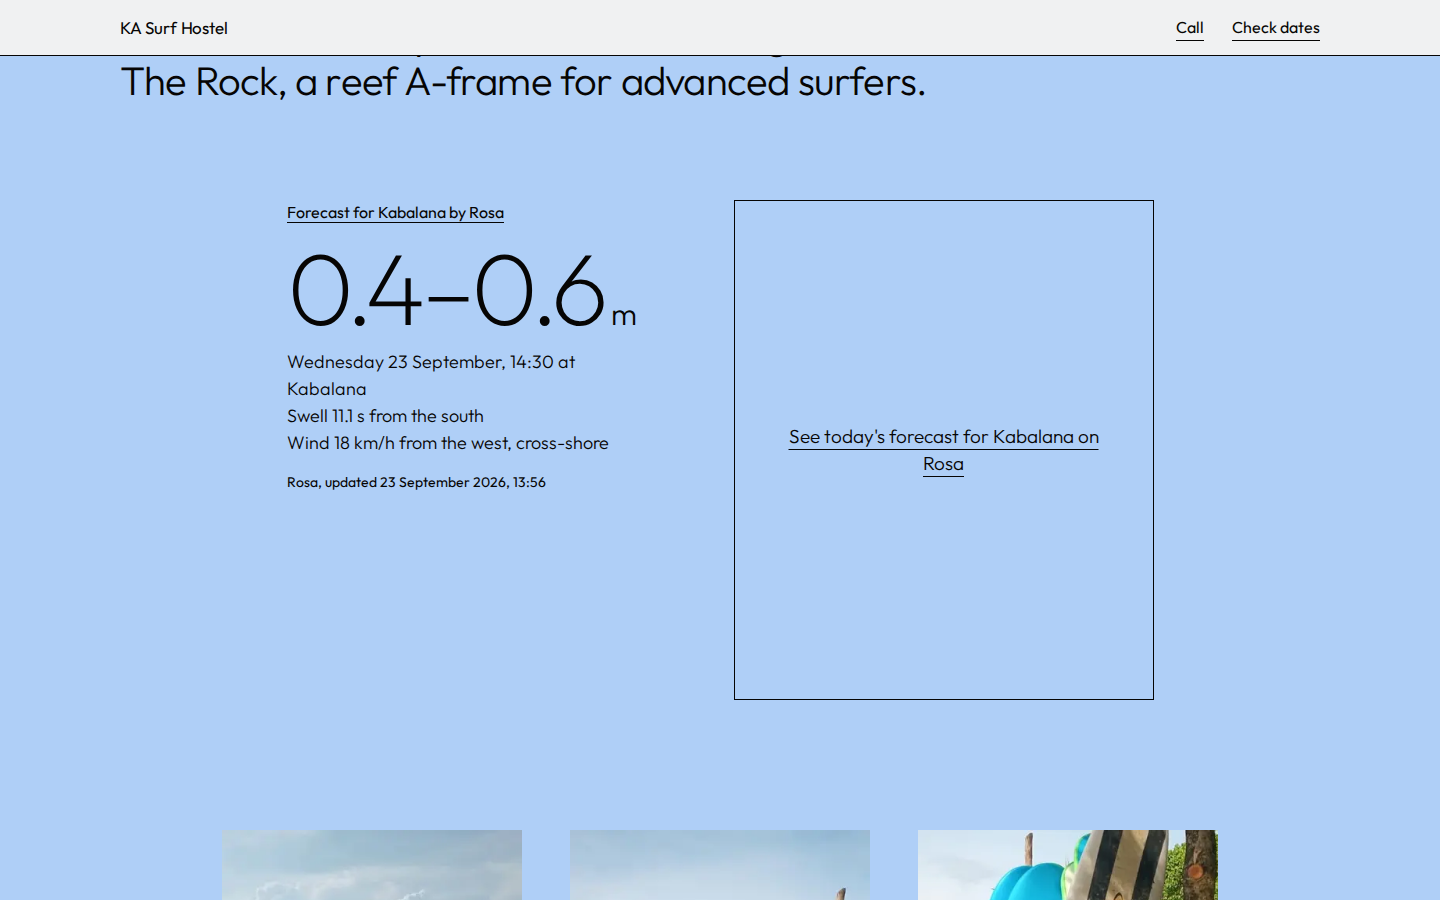 KA Surf Hostel
Call
Check dates
The Rock, a reef A-frame for advanced surfers.
Forecast for Kabalana by Rosa
0.4–0.6 m
Wednesday 23 September, 14:30 at
Kabalana
Swell 11.1 s from the south
Wind 18 km/h from the west, cross-shore
Rosa, updated 23 September 2026, 13:56
See today's forecast for Kabalana on
Rosa